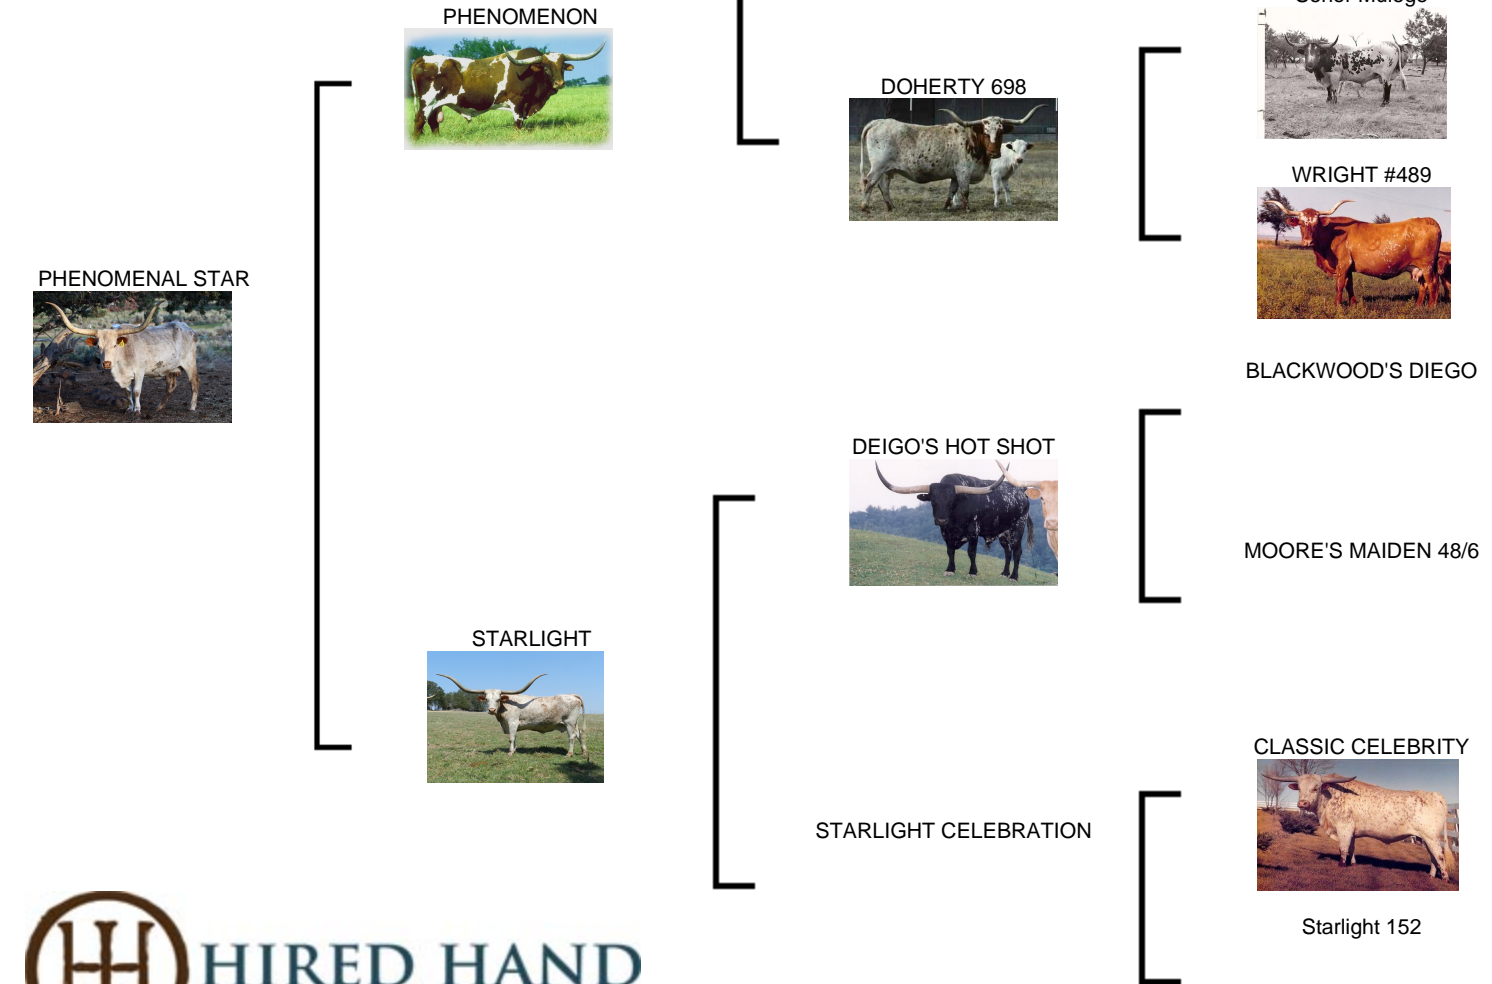 PHENOMENON
DOHERTY 698
WRIGHT #489
PHENOMENAL STAR
BLACKWOOD'S DIEGO
DEIGO'S HOT SHOT
MOORE'S MAIDEN 48/6
STARLIGHT
CLASSIC CELEBRITY
STARLIGHT CELEBRATION
Starlight 152
HIRED HAND